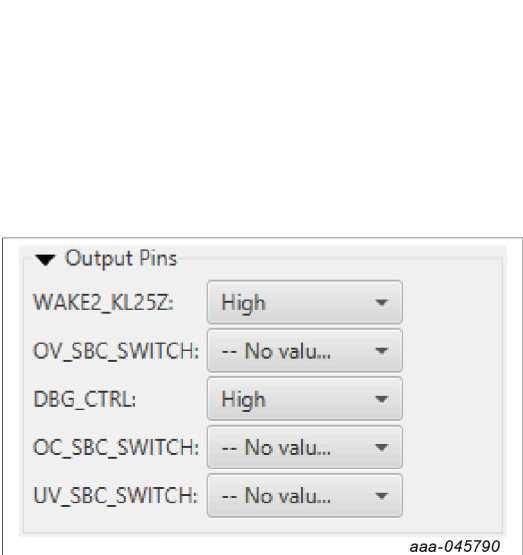 Output Pins
WAKE2_KL25Z: High
OV_SBC_SWITCH: -- No valu...
DBG_CTRL: High
OC_SBC_SWITCH: -- No valu...
UV_SBC_SWITCH: -- No valu...
aaa-045790